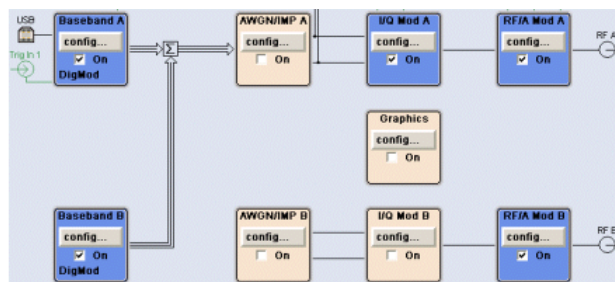 USB
Trig In 1
Baseband A
config...
On
DigMod
Σ
AWGN/IMP A
config...
On
I/Q Mod A
config...
On
RF/A Mod A
config...
On
RF A
Graphics
config...
On
Baseband B
config...
On
DigMod
AWGN/IMP B
config...
On
I/Q Mod B
config...
On
RF/A Mod B
config...
On
RF B